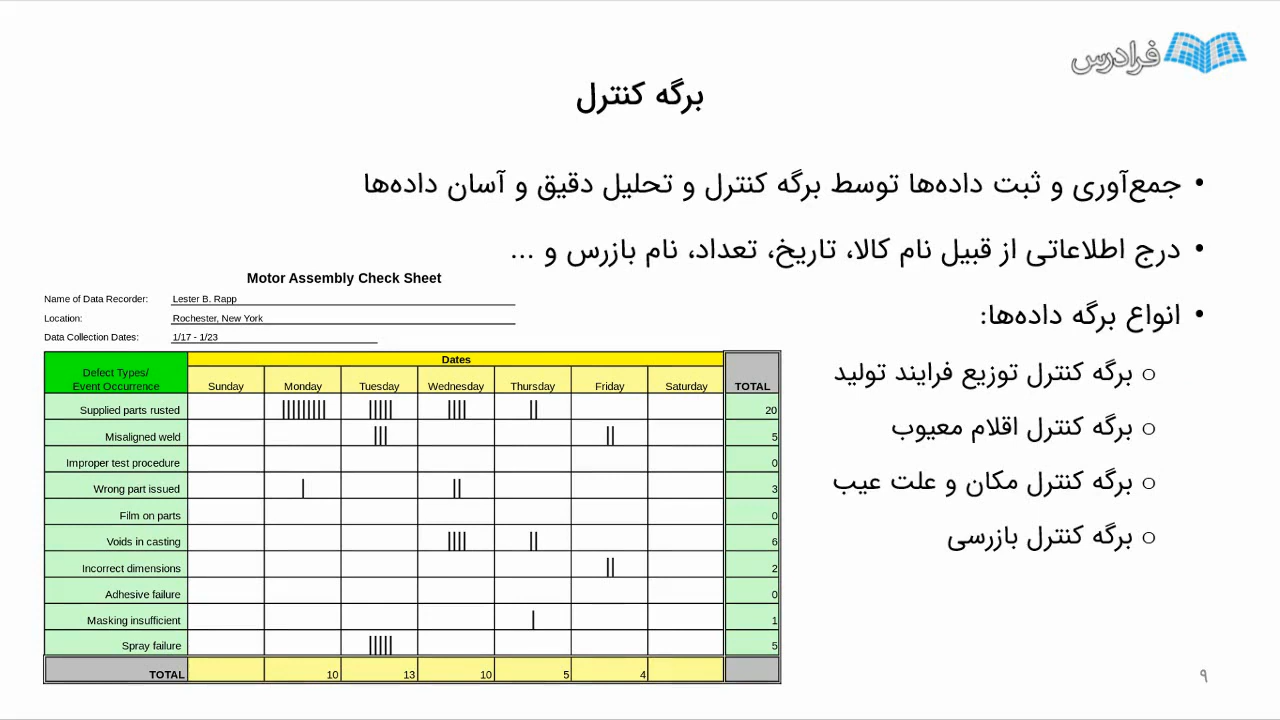 فرادرس
برگه کنترل
• جمع‌آوری و ثبت داده‌ها توسط برگه کنترل و تحلیل دقیق و آسان داده‌ها
• درج اطلاعاتی از قبیل نام کالا، تاریخ، تعداد، نام بازرس و ...
• انواع برگه داده‌ها:
o برگه کنترل توزیع فرایند تولید
o برگه کنترل اقلام معیوب
o برگه کنترل مکان و علت عیب
o برگه کنترل بازرسی
Motor Assembly Check Sheet
Name of Data Recorder: Lester B. Rapp
Location: Rochester, New York
Data Collection Dates: 1/17 - 1/23
Defect Types/
Event Occurrence
Dates
Sunday Monday Tuesday Wednesday Thursday Friday Saturday TOTAL
Supplied parts rusted ||||||||| ||||| |||| || 20
Misaligned weld ||| || 5
Improper test procedure 0
Wrong part issued | || 3
Film on parts 0
Voids in casting |||| || 6
Incorrect dimensions || 2
Adhesive failure 0
Masking insufficient | 1
Spray failure ||||| 5
TOTAL 10 13 10 5 4
۹